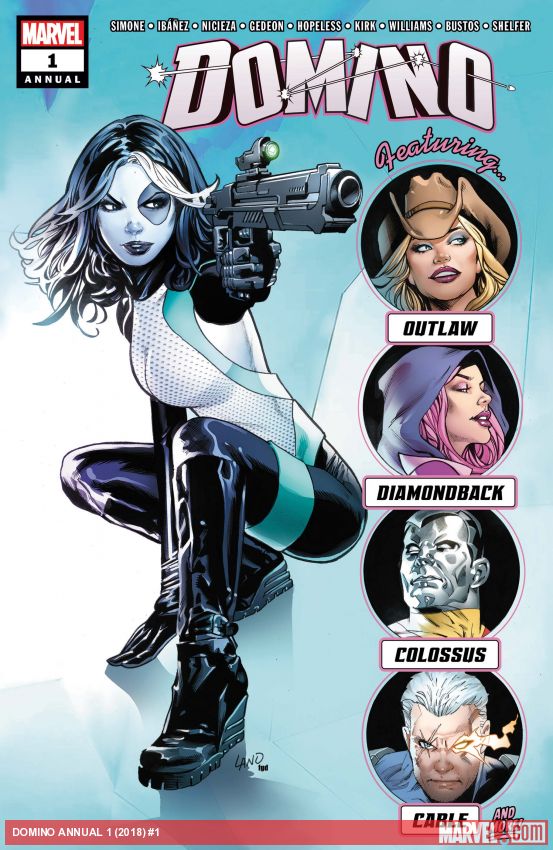 MARVEL
1
ANNUAL
SIMONE • IBÁÑEZ • NICIEZA • GEDEON • HOPELESS • KIRK • WILLIAMS • BUSTOS • SHELFER
DOMINO
featuring...
OUTLAW
DIAMONDBACK
COLOSSUS
CABLE
AND
LANO
DOMINO ANNUAL 1 (2018) #1
MARVEL.com